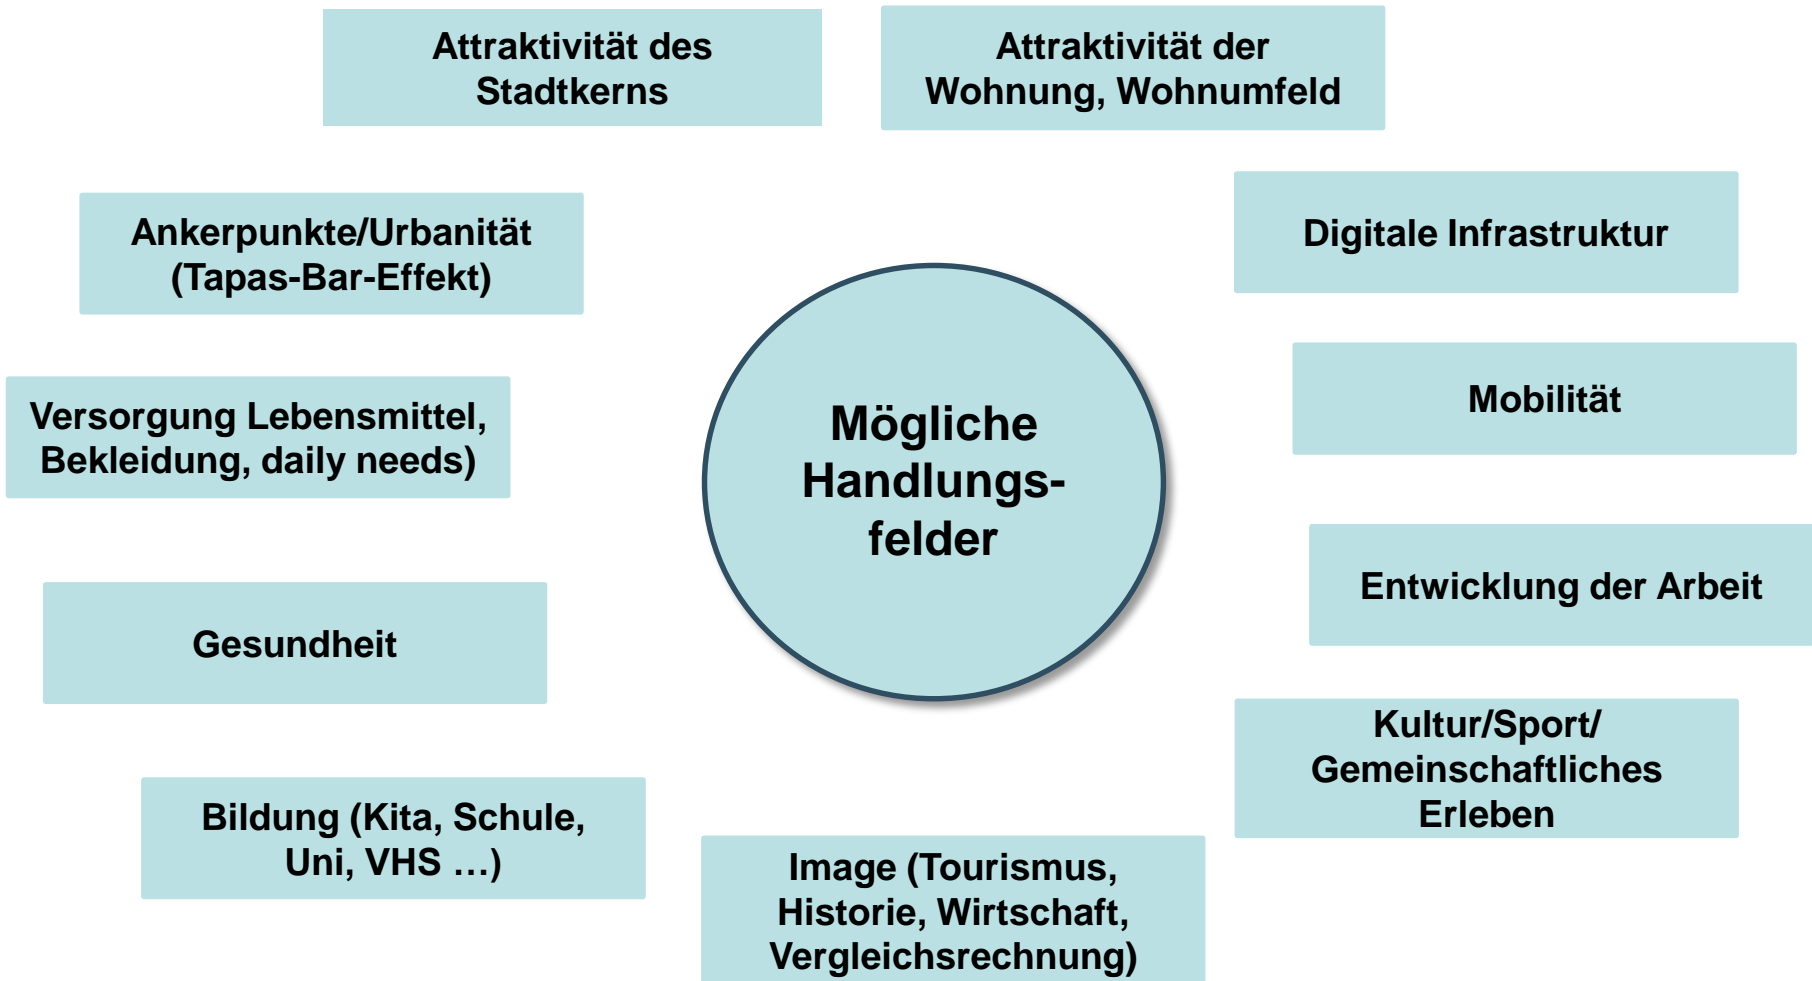 Attraktivität des
Stadtkerns
Attraktivität der
Wohnung, Wohnumfeld
Ankerpunkte/Urbanität
(Tapas-Bar-Effekt)
Digitale Infrastruktur
Versorgung Lebensmittel,
Bekleidung, daily needs)
Mögliche
Handlungs-
felder
Mobilität
Gesundheit
Entwicklung der Arbeit
Bildung (Kita, Schule,
Uni, VHS …)
Kultur/Sport/
Gemeinschaftliches
Erleben
Image (Tourismus,
Historie, Wirtschaft,
Vergleichsrechnung)